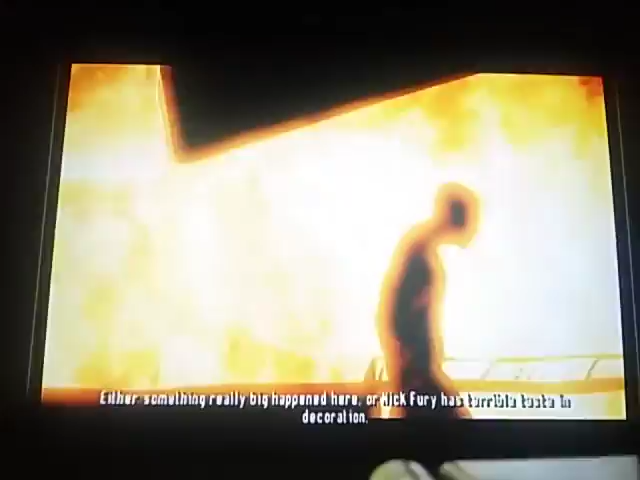 Either something really big happened here, or Nick Fury has terrible taste in
decoration.